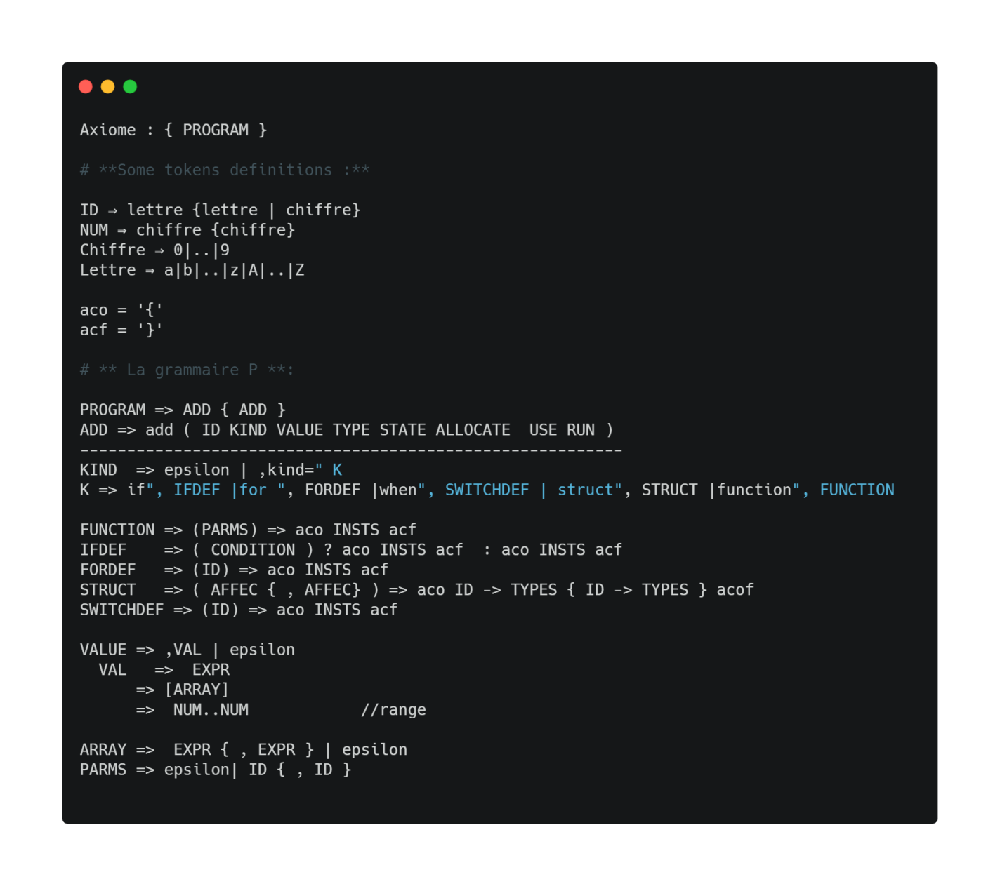 Axiome : { PROGRAM }
# **Some tokens definitions :**
ID ⇒ lettre {lettre | chiffre}
NUM ⇒ chiffre {chiffre}
Chiffre ⇒ 0|..|9
Lettre ⇒ a|b|..|z|A|..|Z
aco = '{'
acf = '}'
# ** La grammaire P **:
PROGRAM => ADD { ADD }
ADD => add ( ID KIND VALUE TYPE STATE ALLOCATE  USE RUN )
----------------------------------------------------------
KIND  => epsilon | ,kind=" K
K => if", IFDEF |for ", FORDEF |when", SWITCHDEF | struct", STRUCT |function", FUNCTION
FUNCTION => (PARMS) => aco INSTS acf
IFDEF    => ( CONDITION ) ? aco INSTS acf  : aco INSTS acf
FORDEF   => (ID) => aco INSTS acf
STRUCT   => ( AFFEC { , AFFEC} ) => aco ID -> TYPES { ID -> TYPES } acof
SWITCHDEF => (ID) => aco INSTS acf
VALUE => ,VAL | epsilon
  VAL   =>  EXPR
      => [ARRAY]
      =>  NUM..NUM            //range
ARRAY =>  EXPR { , EXPR } | epsilon
PARMS => epsilon| ID { , ID }